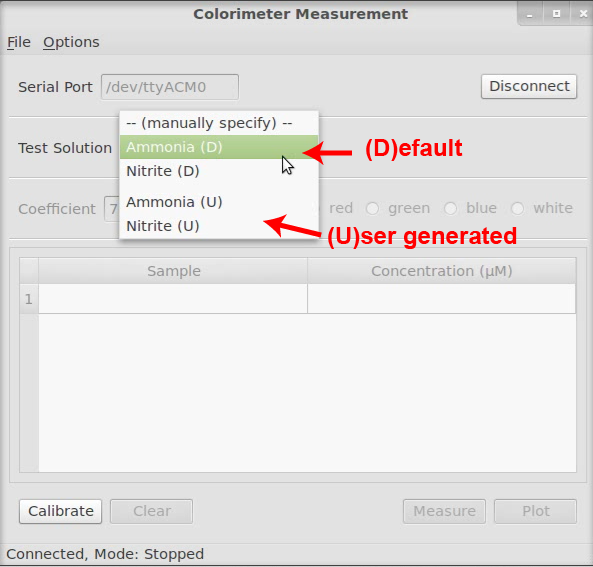 Colorimeter Measurement
File Options
Serial Port /dev/ttyACM0 Disconnect
-- (manually specify) --
Test Solution Ammonia (D) (D)efault
Nitrite (D)
Coefficient 7 Ammonia (U) red green blue white
Nitrite (U) (U)ser generated
Sample Concentration (μM)
1
Calibrate Clear Measure Plot
Connected, Mode: Stopped